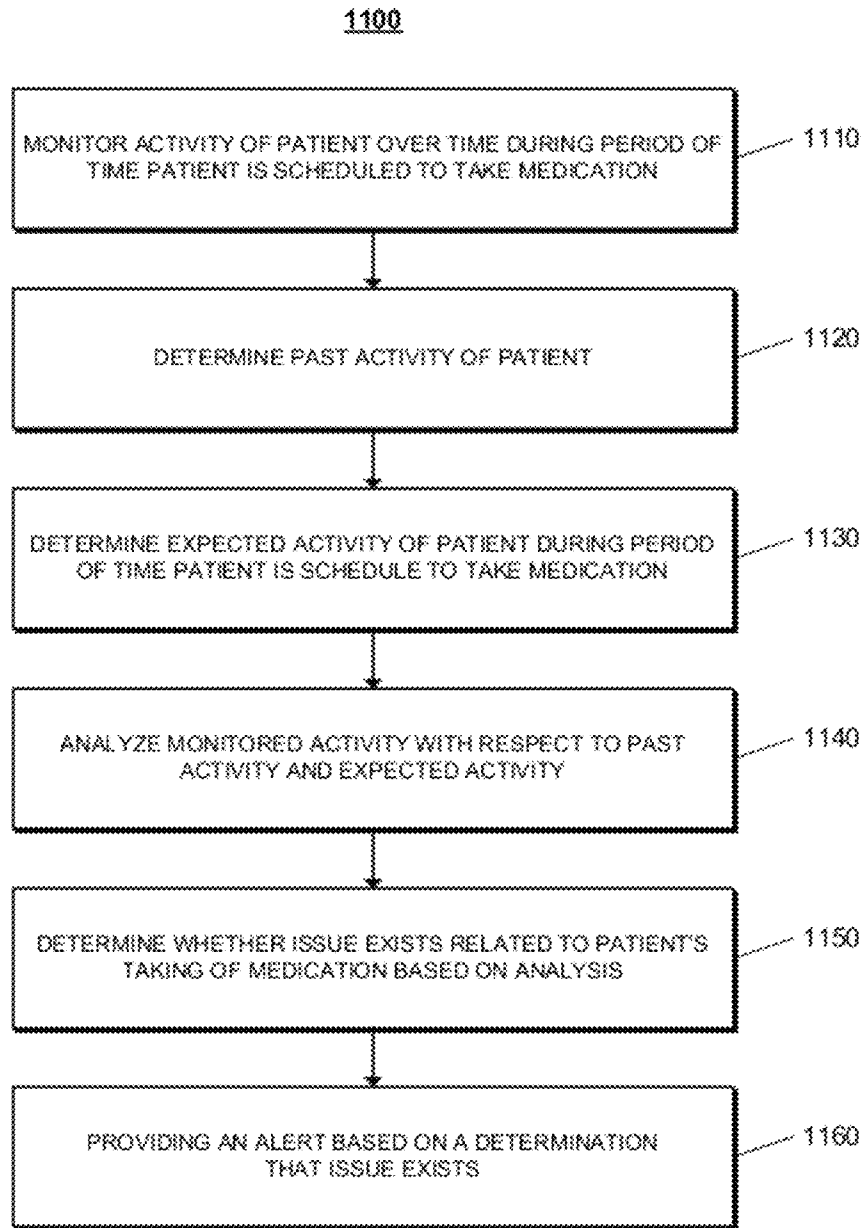 1100
MONITOR ACTIVITY OF PATIENT OVER TIME DURING PERIOD OF
TIME PATIENT IS SCHEDULED TO TAKE MEDICATION
1110
DETERMINE PAST ACTIVITY OF PATIENT
1120
DETERMINE EXPECTED ACTIVITY OF PATIENT DURING PERIOD
OF TIME PATIENT IS SCHEDULE TO TAKE MEDICATION
1130
ANALYZE MONITORED ACTIVITY WITH RESPECT TO PAST
ACTIVITY AND EXPECTED ACTIVITY
1140
DETERMINE WHETHER ISSUE EXISTS RELATED TO PATIENT'S
TAKING OF MEDICATION BASED ON ANALYSIS
1150
PROVIDING AN ALERT BASED ON A DETERMINATION
THAT ISSUE EXISTS
1160